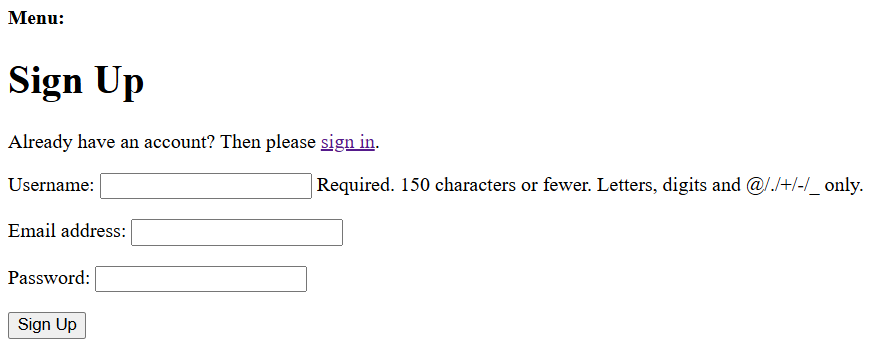 Menu:
Sign Up
Already have an account? Then please sign in.
Username: Required. 150 characters or fewer. Letters, digits and @/./+/-/_ only.
Email address:
Password:
Sign Up